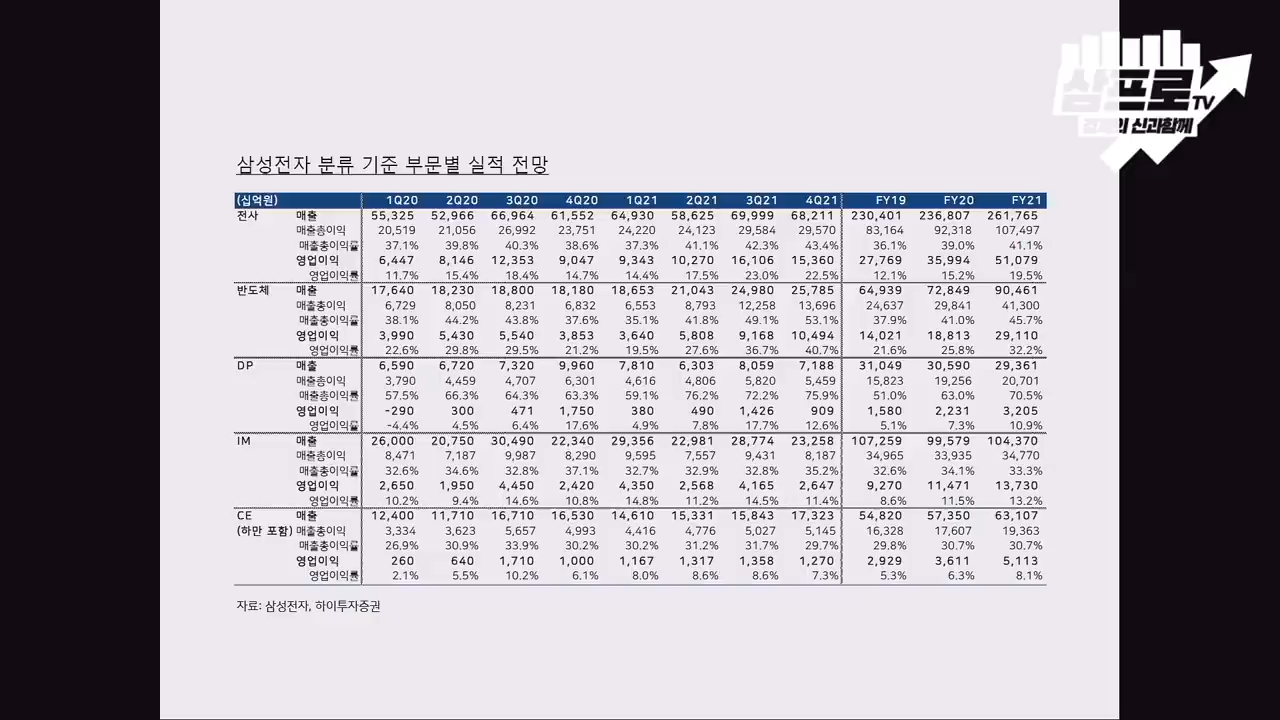 삼프로TV
경제의 신과함께
삼성전자 분류 기준 부문별 실적 전망
(십억원) 1Q20 2Q20 3Q20 4Q20 1Q21 2Q21 3Q21 4Q21 FY19 FY20 FY21
전사 매출 55,325 52,966 66,964 61,552 64,930 58,625 69,999 68,211 230,401 236,807 261,765
매출총이익 20,519 21,056 26,992 23,751 24,220 24,123 29,584 29,570 83,164 92,318 107,497
매출총이익률 37.1% 39.8% 40.3% 38.6% 37.3% 41.1% 42.3% 43.4% 36.1% 39.0% 41.1%
영업이익 6,447 8,146 12,353 9,047 9,343 10,270 16,106 15,360 27,769 35,994 51,079
영업이익률 11.7% 15.4% 18.4% 14.7% 14.4% 17.5% 23.0% 22.5% 12.1% 15.2% 19.5%
반도체 매출 17,640 18,230 18,800 18,180 18,653 21,043 24,980 25,785 64,939 72,849 90,461
매출총이익 6,729 8,050 8,231 6,832 6,553 8,793 12,258 13,696 24,637 29,841 41,300
매출총이익률 38.1% 44.2% 43.8% 37.6% 35.1% 41.8% 49.1% 53.1% 37.9% 41.0% 45.7%
영업이익 3,990 5,430 5,540 3,853 3,640 5,808 9,168 10,494 14,021 18,813 29,110
영업이익률 22.6% 29.8% 29.5% 21.2% 19.5% 27.6% 36.7% 40.7% 21.6% 25.8% 32.2%
DP 매출 6,590 6,720 7,320 9,960 7,810 6,303 8,059 7,188 31,049 30,590 29,361
매출총이익 3,790 4,459 4,707 6,301 4,616 4,806 5,820 5,459 15,823 19,256 20,701
매출총이익률 57.5% 66.3% 64.3% 63.3% 59.1% 76.2% 72.2% 75.9% 51.0% 63.0% 70.5%
영업이익 -290 300 471 1,750 380 490 1,426 909 1,580 2,231 3,205
영업이익률 -4.4% 4.5% 6.4% 17.6% 4.9% 7.8% 17.7% 12.6% 5.1% 7.3% 10.9%
IM 매출 26,000 20,750 30,490 22,340 29,356 22,981 28,774 23,258 107,259 99,579 104,370
매출총이익 8,471 7,187 9,987 8,290 9,595 7,557 9,431 8,187 34,965 33,935 34,770
매출총이익률 32.6% 34.6% 32.8% 37.1% 32.7% 32.9% 32.8% 35.2% 32.6% 34.1% 33.3%
영업이익 2,650 1,950 4,450 2,420 4,350 2,568 4,165 2,647 9,270 11,471 13,730
영업이익률 10.2% 9.4% 14.6% 10.8% 14.8% 11.2% 14.5% 11.4% 8.6% 11.5% 13.2%
CE 매출 12,400 11,710 16,710 16,530 14,610 15,331 15,843 17,323 54,820 57,350 63,107
(하만 포함) 매출총이익 3,334 3,623 5,657 4,993 4,416 4,776 5,027 5,145 16,328 17,607 19,363
매출총이익률 26.9% 30.9% 33.9% 30.2% 30.2% 31.2% 31.7% 29.7% 29.8% 30.7% 30.7%
영업이익 260 640 1,710 1,000 1,167 1,317 1,358 1,270 2,929 3,611 5,113
영업이익률 2.1% 5.5% 10.2% 6.1% 8.0% 8.6% 8.6% 7.3% 5.3% 6.3% 8.1%
자료: 삼성전자, 하이투자증권